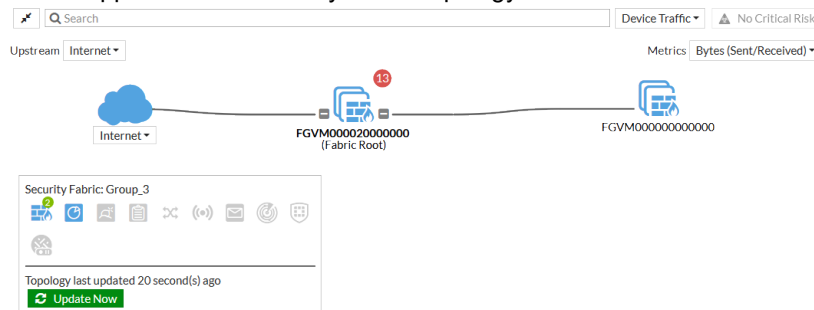 Search
Device Traffic
No Critical Risk
Upstream Internet
Metrics Bytes (Sent/Received)
13
Internet
FGVM000020000000
(Fabric Root)
FGVM000000000000
Security Fabric: Group_3
2
Topology last updated 20 second(s) ago
Update Now